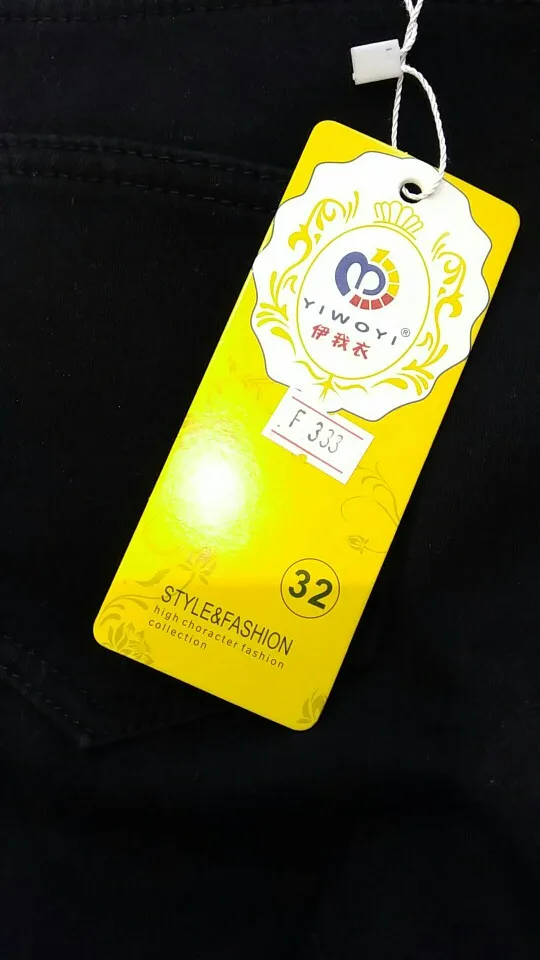 YIWOYI®
伊我衣
F 333
32
STYLE&FASHION
high choracter fashion
collection